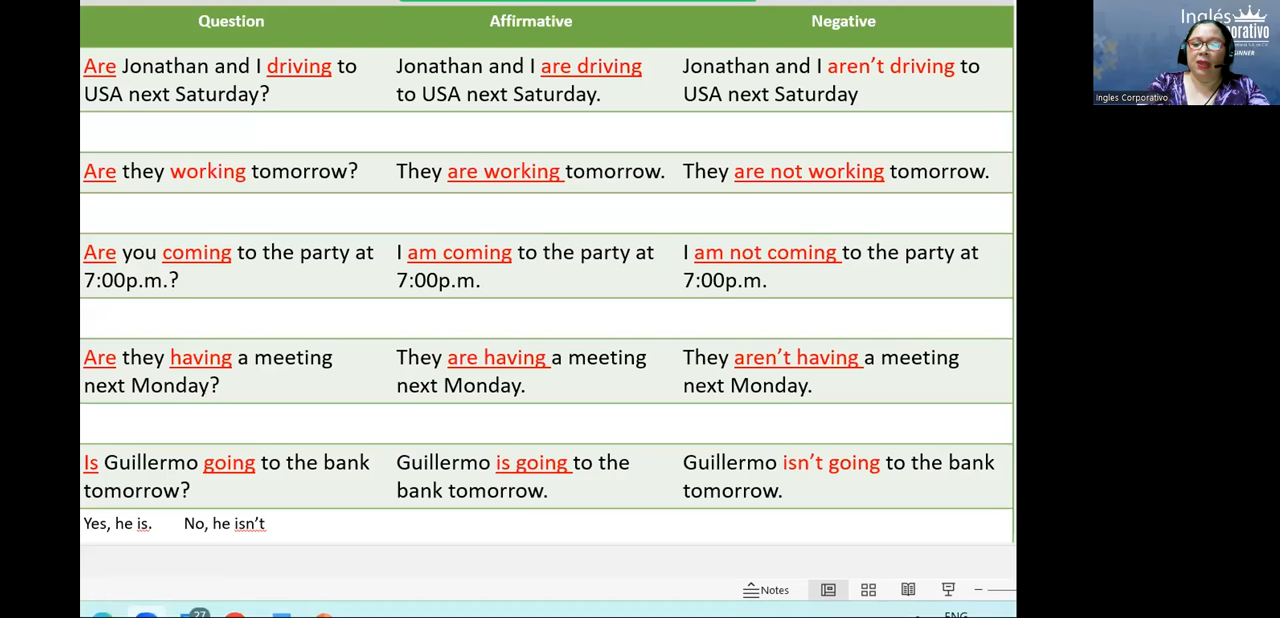 Question Affirmative Negative
Are Jonathan and I driving to
USA next Saturday?
Jonathan and I are driving
to USA next Saturday.
Jonathan and I aren't driving to
USA next Saturday
Are they working tomorrow?
They are working tomorrow.
They are not working tomorrow.
Are you coming to the party at
7:00p.m.?
I am coming to the party at
7:00p.m.
I am not coming to the party at
7:00p.m.
Are they having a meeting
next Monday?
They are having a meeting
next Monday.
They aren't having a meeting
next Monday.
Is Guillermo going to the bank
tomorrow?
Guillermo is going to the
bank tomorrow.
Guillermo isn't going to the bank
tomorrow.
Yes, he is. No, he isn't
Notes
27
ENG
Inglés
Ingles Corporativo